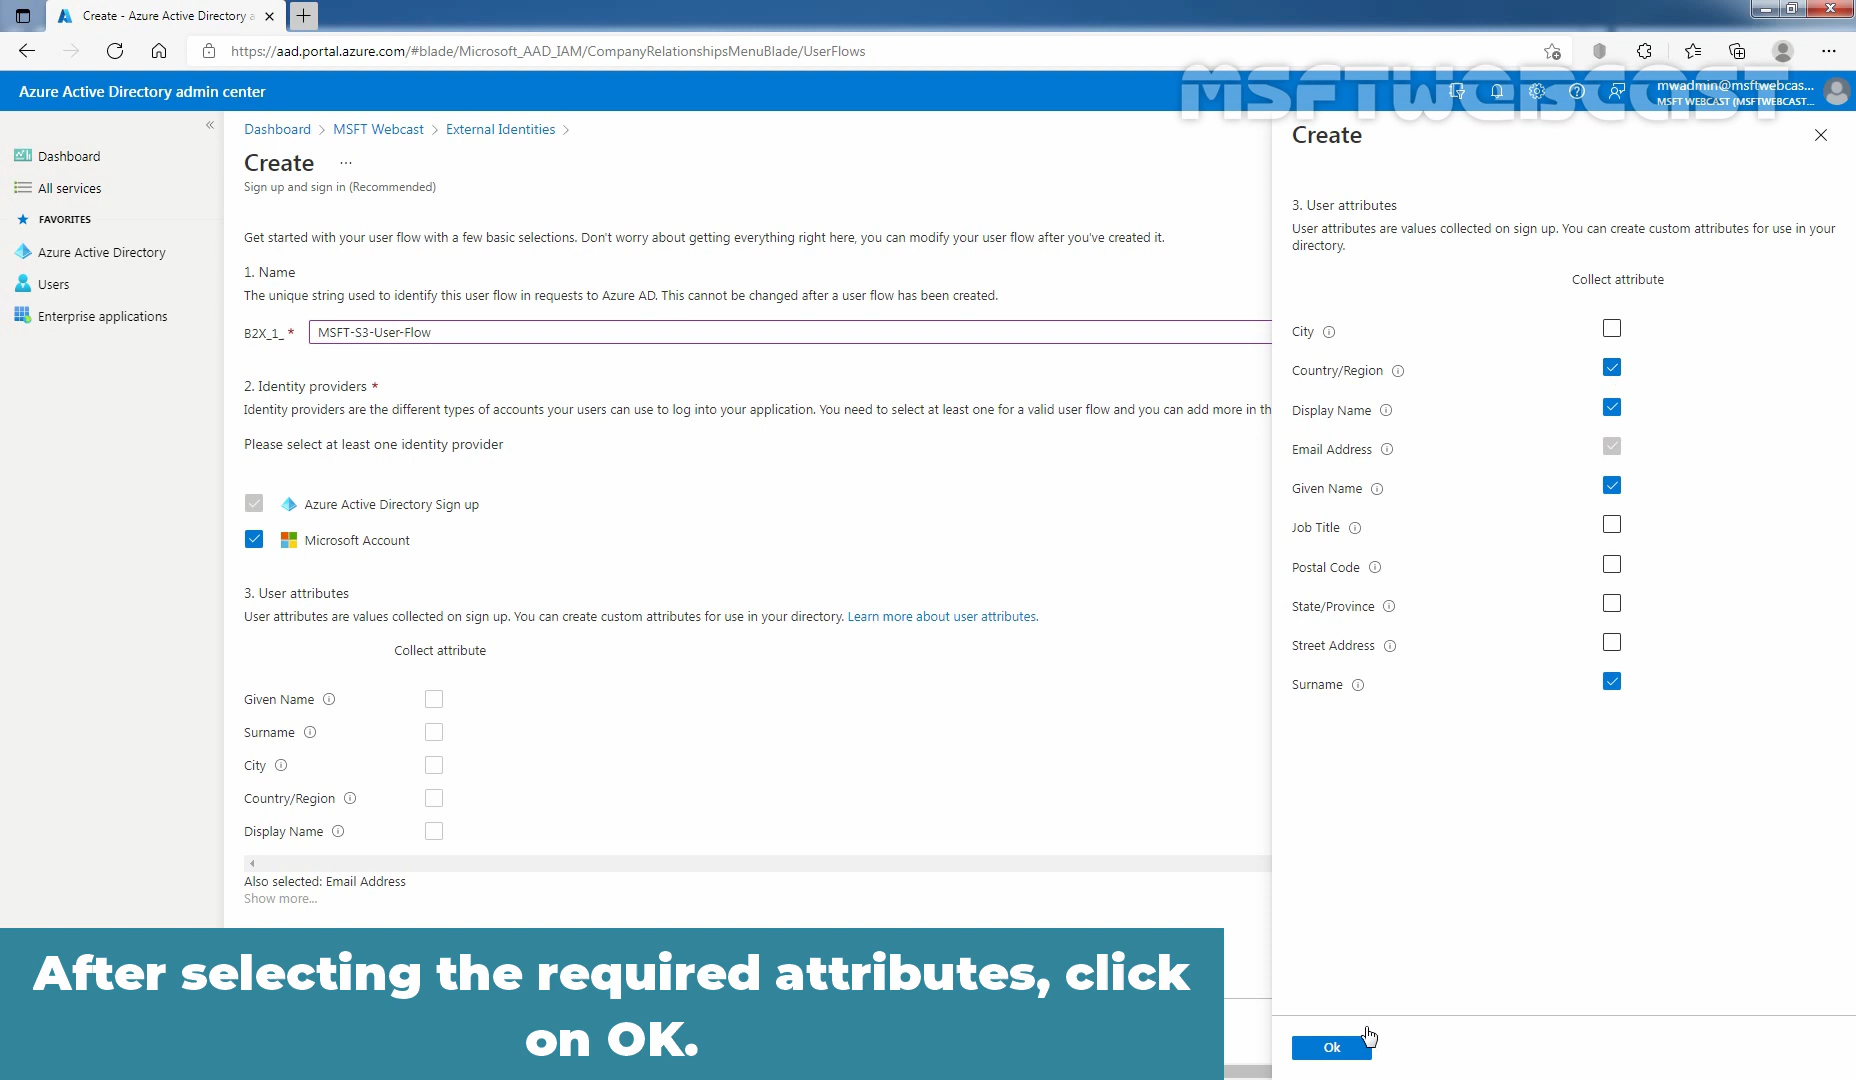 Create - Azure Active Directory a
https://aad.portal.azure.com/#blade/Microsoft_AAD_IAM/CompanyRelationshipsMenuBlade/UserFlows
MSFTWEBCAST
Azure Active Directory admin center
mwadmin@msftwebcas...
MSFT WEBCAST (MSFTWEBCAST....
Dashboard
All services
FAVORITES
Azure Active Directory
Users
Enterprise applications
Dashboard > MSFT Webcast > External Identities >
Create ...
Sign up and sign in (Recommended)
Get started with your user flow with a few basic selections. Don't worry about getting everything right here, you can modify your user flow after you've created it.
1. Name
The unique string used to identify this user flow in requests to Azure AD. This cannot be changed after a user flow has been created.
B2X_1_ * MSFT-S3-User-Flow
2. Identity providers *
Identity providers are the different types of accounts your users can use to log into your application. You need to select at least one for a valid user flow and you can add more in th
Please select at least one identity provider
Azure Active Directory Sign up
Microsoft Account
3. User attributes
User attributes are values collected on sign up. You can create custom attributes for use in your directory. Learn more about user attributes.
Collect attribute
Given Name
Surname
City
Country/Region
Display Name
Also selected: Email Address
Show more...
Create
3. User attributes
User attributes are values collected on sign up. You can create custom attributes for use in your
directory.
Collect attribute
City
Country/Region
Display Name
Email Address
Given Name
Job Title
Postal Code
State/Province
Street Address
Surname
Ok
After selecting the required attributes, click
on OK.